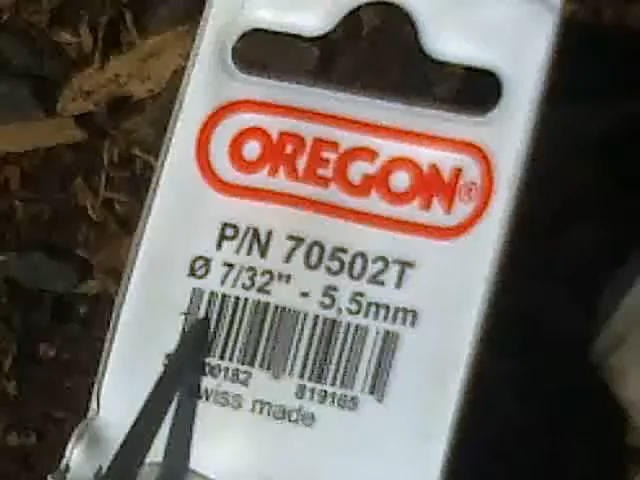 OREGON®
P/N 70502T
Ø 7/32" - 5,5mm
00182 819165
wiss made